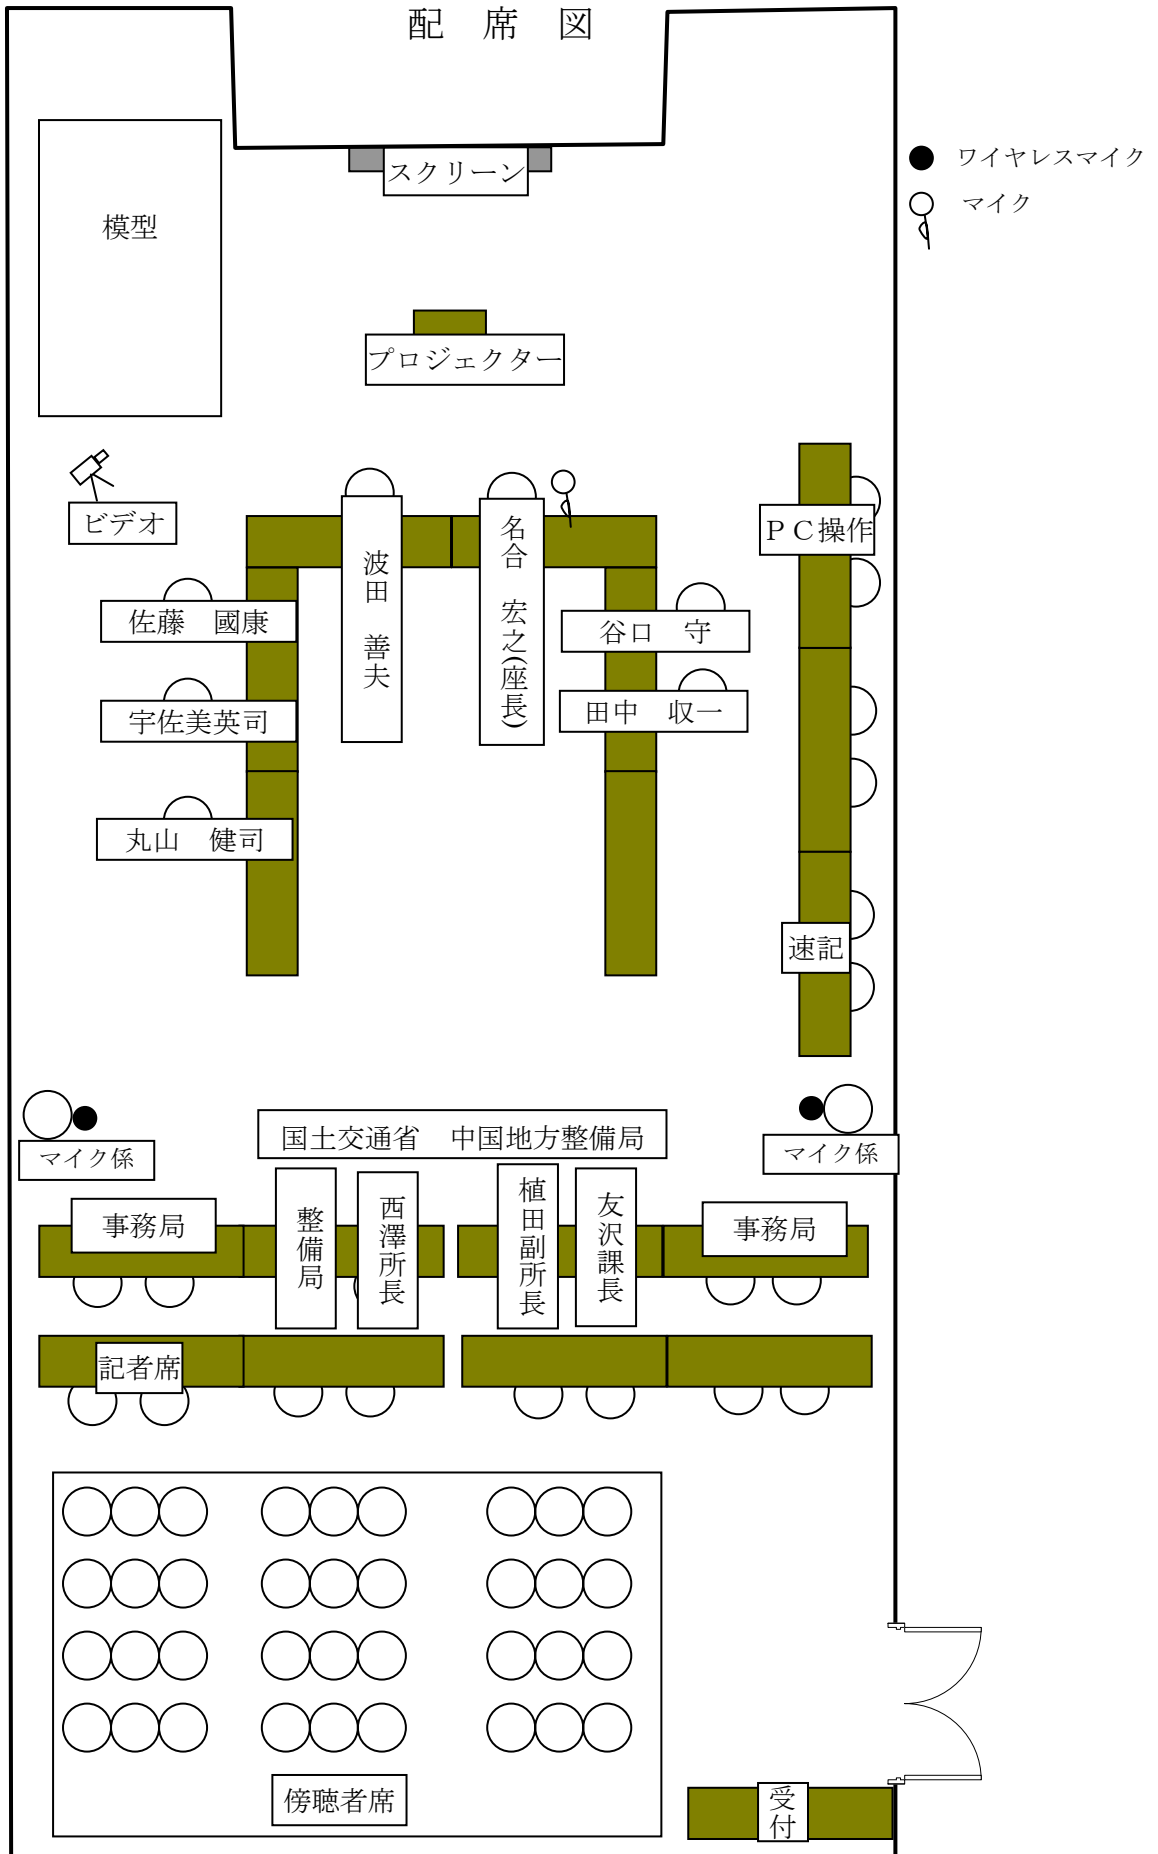 配　席　図
ワイヤレスマイク
マイク
スクリーン
模型
プロジェクター
ビデオ
波田　善夫
名合　宏之(座長)
ＰＣ操作
佐藤　國康
谷口　守
宇佐美英司
田中　収一
丸山　健司
速記
マイク係
マイク係
国土交通省　中国地方整備局
事務局
整備局
西澤所長
植田副所長
友沢課長
事務局
記者席
傍聴者席
受付